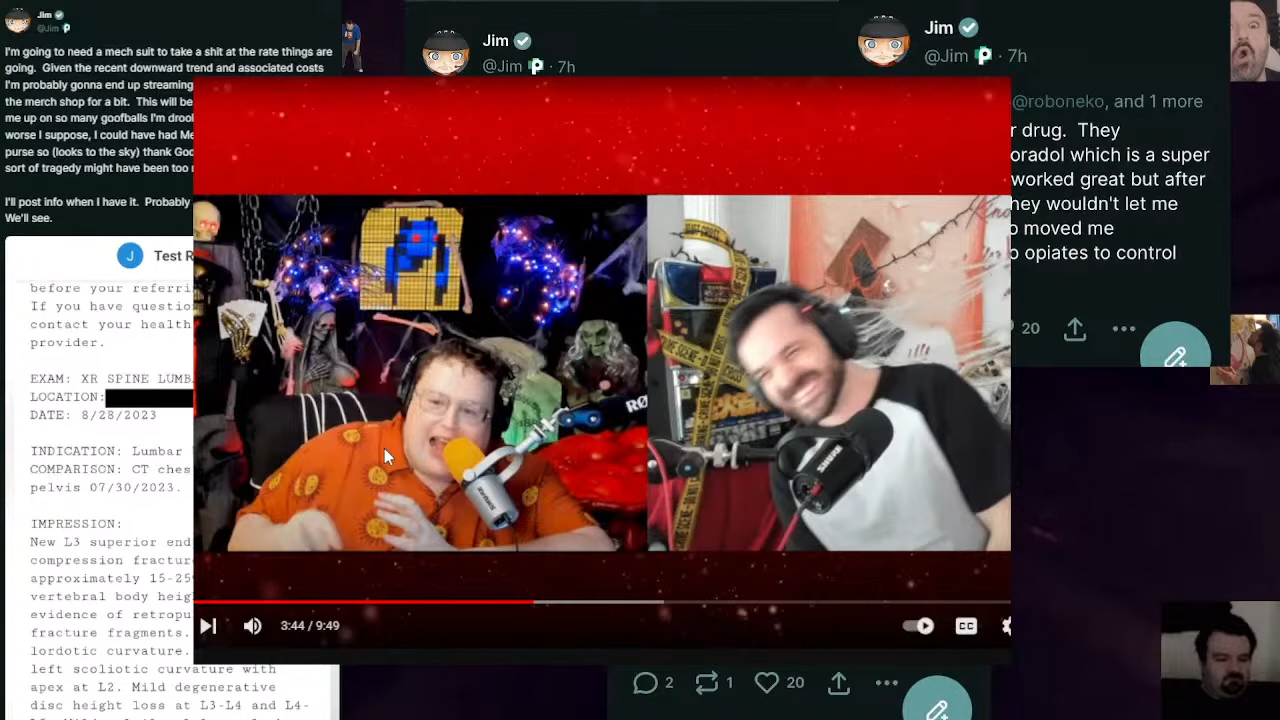 Jim
@Jim
I'm going to need a mech suit to take a shit at the rate things are
going. Given the recent downward trend and associated costs
I'm probably gonna end up streaming
the merch shop for a bit. This will be
me up on so many goofballs I'm drool
worse I suppose, I could have had Me
purse so (looks to the sky) thank God
sort of tragedy might have been too
I'll post info when I have it. Probably
We'll see.
J Test R
before your referri
If you have questio
contact your health
provider.
EXAM: XR SPINE LUMB
LOCATION:
DATE: 8/28/2023
INDICATION: Lumbar
COMPARISON: CT ches
pelvis 07/30/2023.
IMPRESSION:
New L3 superior end
compression fractur
approximately 15-25
vertebral body heig
evidence of retropu
fracture fragments.
lordotic curvature.
left scoliotic curvature with
apex at L2. Mild degenerative
disc height loss at L3-L4 and L4-
Jim
@Jim · 7h
Jim
@Jim · 7h
@roboneko, and 1 more
r drug. They
oradol which is a super
worked great but after
hey wouldn't let me
o moved me
o opiates to control
20
RØ
SHURE
3:44 / 9:49
CC
2 1 20